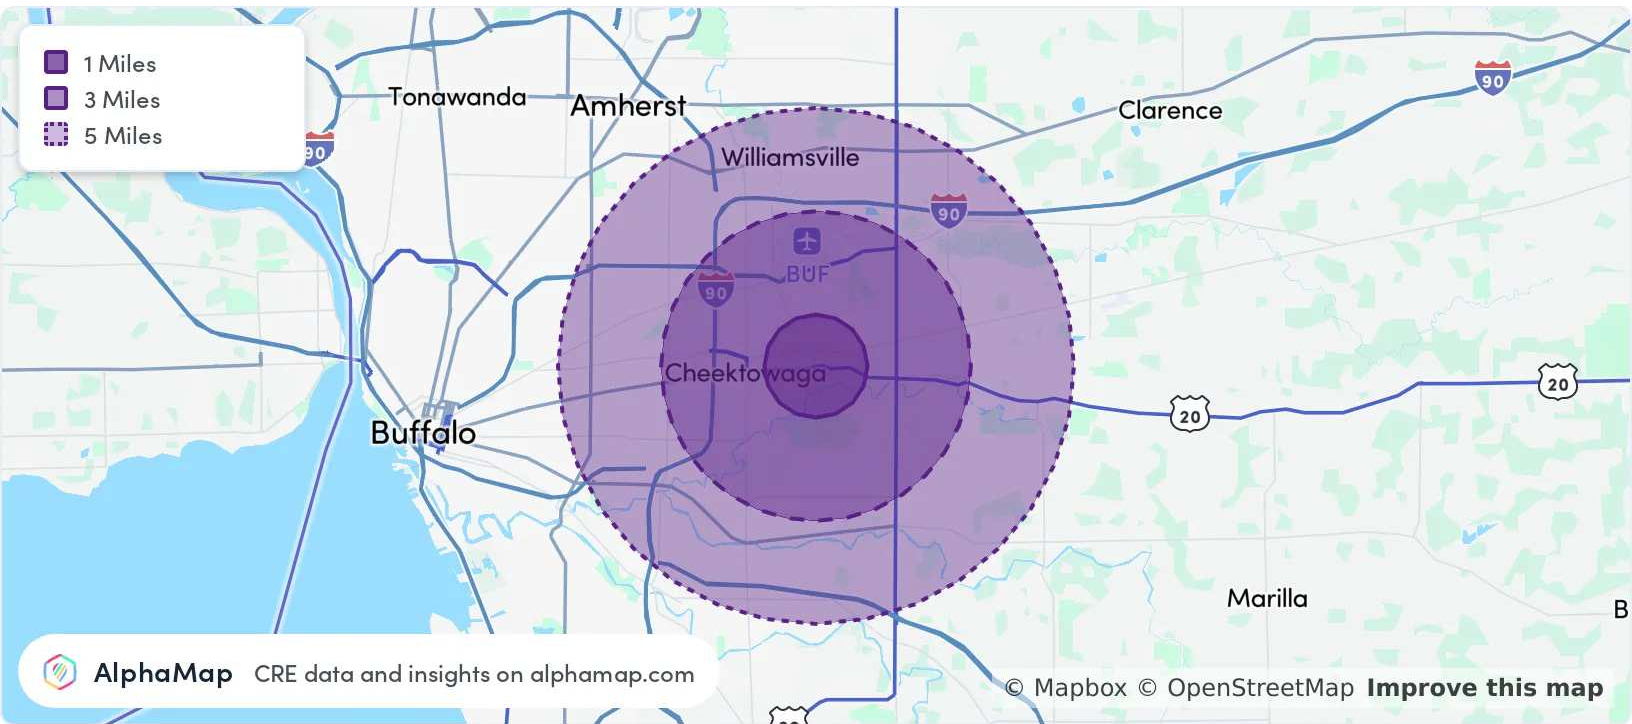 1 Miles
3 Miles
5 Miles
90
Tonawanda
Amherst
Clarence
90
Williamsville
90
BUF
90
Cheektowaga
20
20
Buffalo
Marilla
B
AlphaMap CRE data and insights on alphamap.com
© Mapbox © OpenStreetMap Improve this map